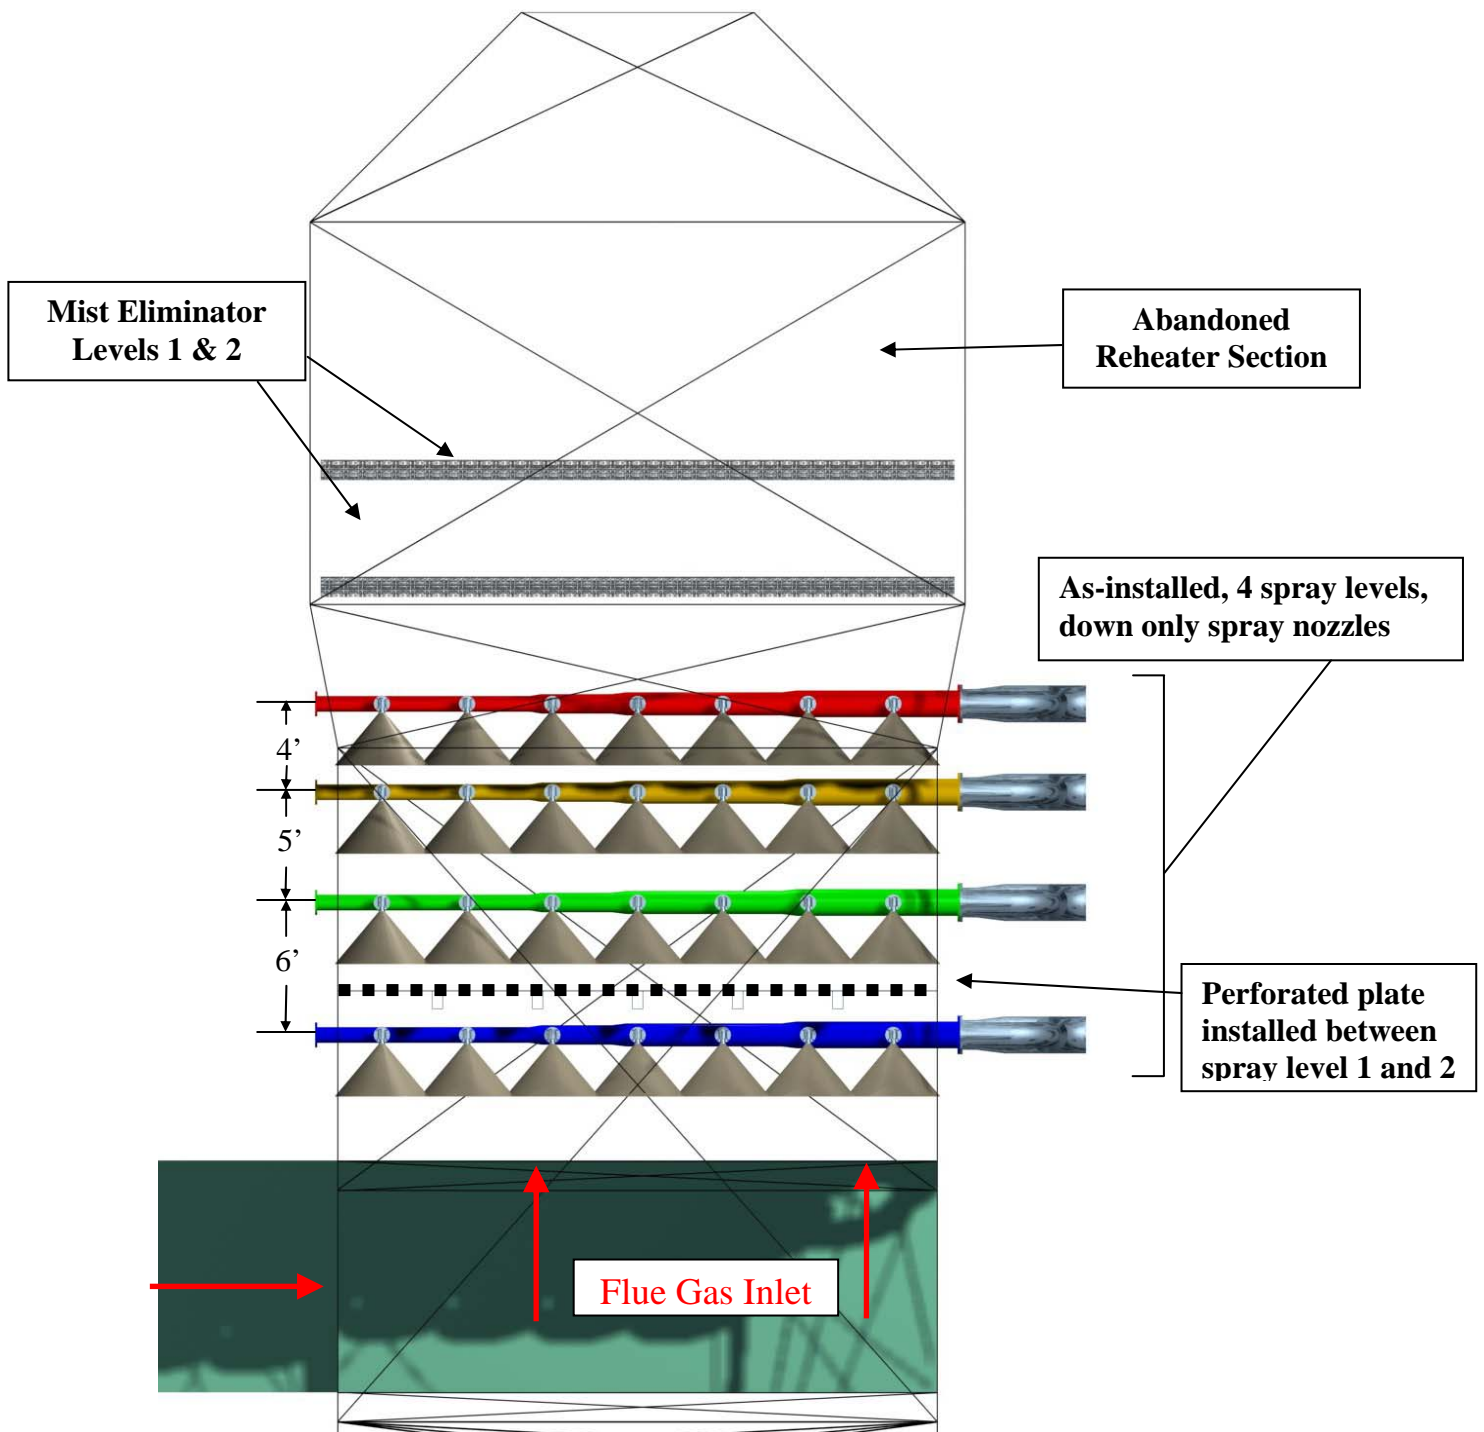 Mist Eliminator
Levels 1 & 2
Abandoned
Reheater Section
As-installed, 4 spray levels,
down only spray nozzles
4’
5’
6’
Perforated plate
installed between
spray level 1 and 2
Flue Gas Inlet